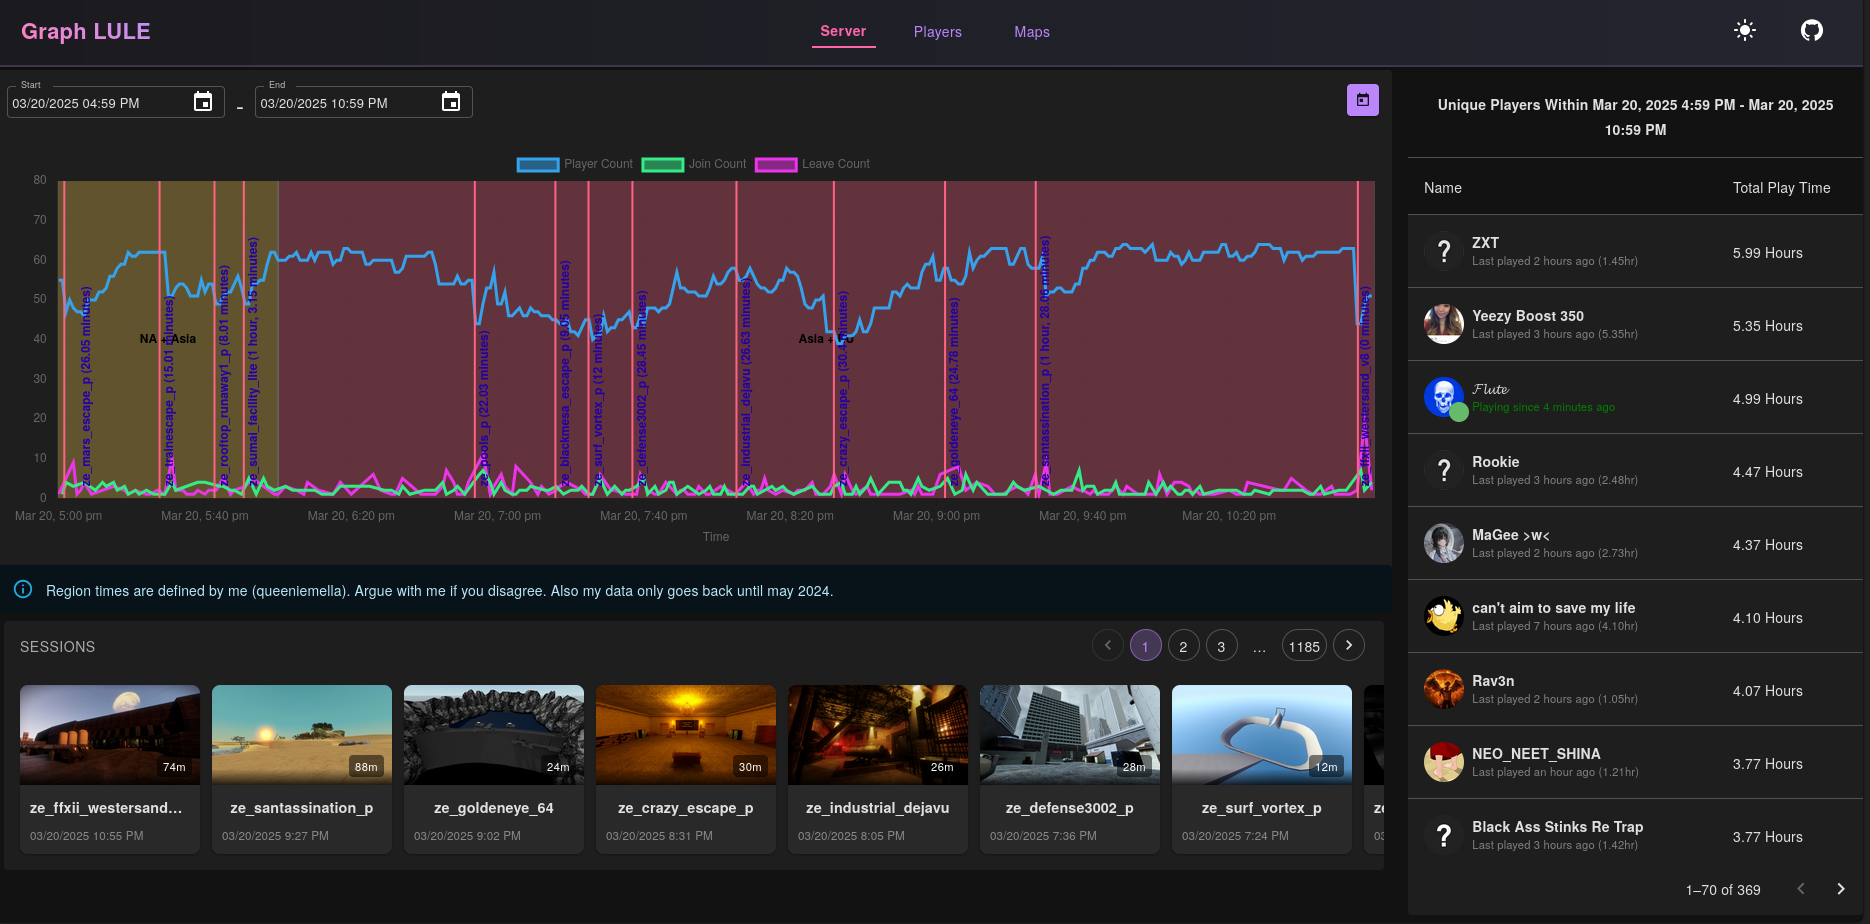 Graph LULE
Server
Players
Maps
Start
03/20/2025 04:59 PM
–
End
03/20/2025 10:59 PM
Player Count
Join Count
Leave Count
80
70
60
50
40
30
20
10
0
ze_mars_escape_p (26.05 minutes)
NA + Asia
ze_trainescape_p (15.01 minutes)
ze_rooftop_runaway1_p (8.01 minutes)
(1 hour, 3.15 minutes)
(22.03 minutes)
ze_blackmesa_escape_p
ze_surf_vortex_p (12 minutes)
ze_defense3002_p (28.45 minutes)
ze_industrial_dejavu (26.63 minutes)
Asia +
ze_crazy_escape_p
ze_goldeneye_64 (24.78 minutes)
ze_santassination_p (1 hour, 28.06 minutes)
ze_ffxii_westersand_v8 (0 minutes)
Mar 20, 5:00 pm
Mar 20, 5:40 pm
Mar 20, 6:20 pm
Mar 20, 7:00 pm
Mar 20, 7:40 pm
Mar 20, 8:20 pm
Mar 20, 9:00 pm
Mar 20, 9:40 pm
Mar 20, 10:20 pm
Time
Region times are defined by me (queeniemella). Argue with me if you disagree. Also my data only goes back until may 2024.
SESSIONS
1
2
3
...
1185
74m
ze_ffxii_westersand...
03/20/2025 10:55 PM
88m
ze_santassination_p
03/20/2025 9:27 PM
24m
ze_goldeneye_64
03/20/2025 9:02 PM
30m
ze_crazy_escape_p
03/20/2025 8:31 PM
26m
ze_industrial_dejavu
03/20/2025 8:05 PM
28m
ze_defense3002_p
03/20/2025 7:36 PM
12m
ze_surf_vortex_p
03/20/2025 7:24 PM
Unique Players Within Mar 20, 2025 4:59 PM - Mar 20, 2025
10:59 PM
Name
Total Play Time
?
ZXT
Last played 2 hours ago (1.45hr)
5.99 Hours
Yeezy Boost 350
Last played 3 hours ago (5.35hr)
5.35 Hours
𝓕𝓵𝓾𝓽𝓮
Playing since 4 minutes ago
4.99 Hours
?
Rookie
Last played 3 hours ago (2.48hr)
4.47 Hours
MaGee >w<
Last played 2 hours ago (2.73hr)
4.37 Hours
can't aim to save my life
Last played 7 hours ago (4.10hr)
4.10 Hours
Rav3n
Last played 2 hours ago (1.05hr)
4.07 Hours
NEO_NEET_SHINA
Last played an hour ago (1.21hr)
3.77 Hours
?
Black Ass Stinks Re Trap
Last played 3 hours ago (1.42hr)
3.77 Hours
1–70 of 369